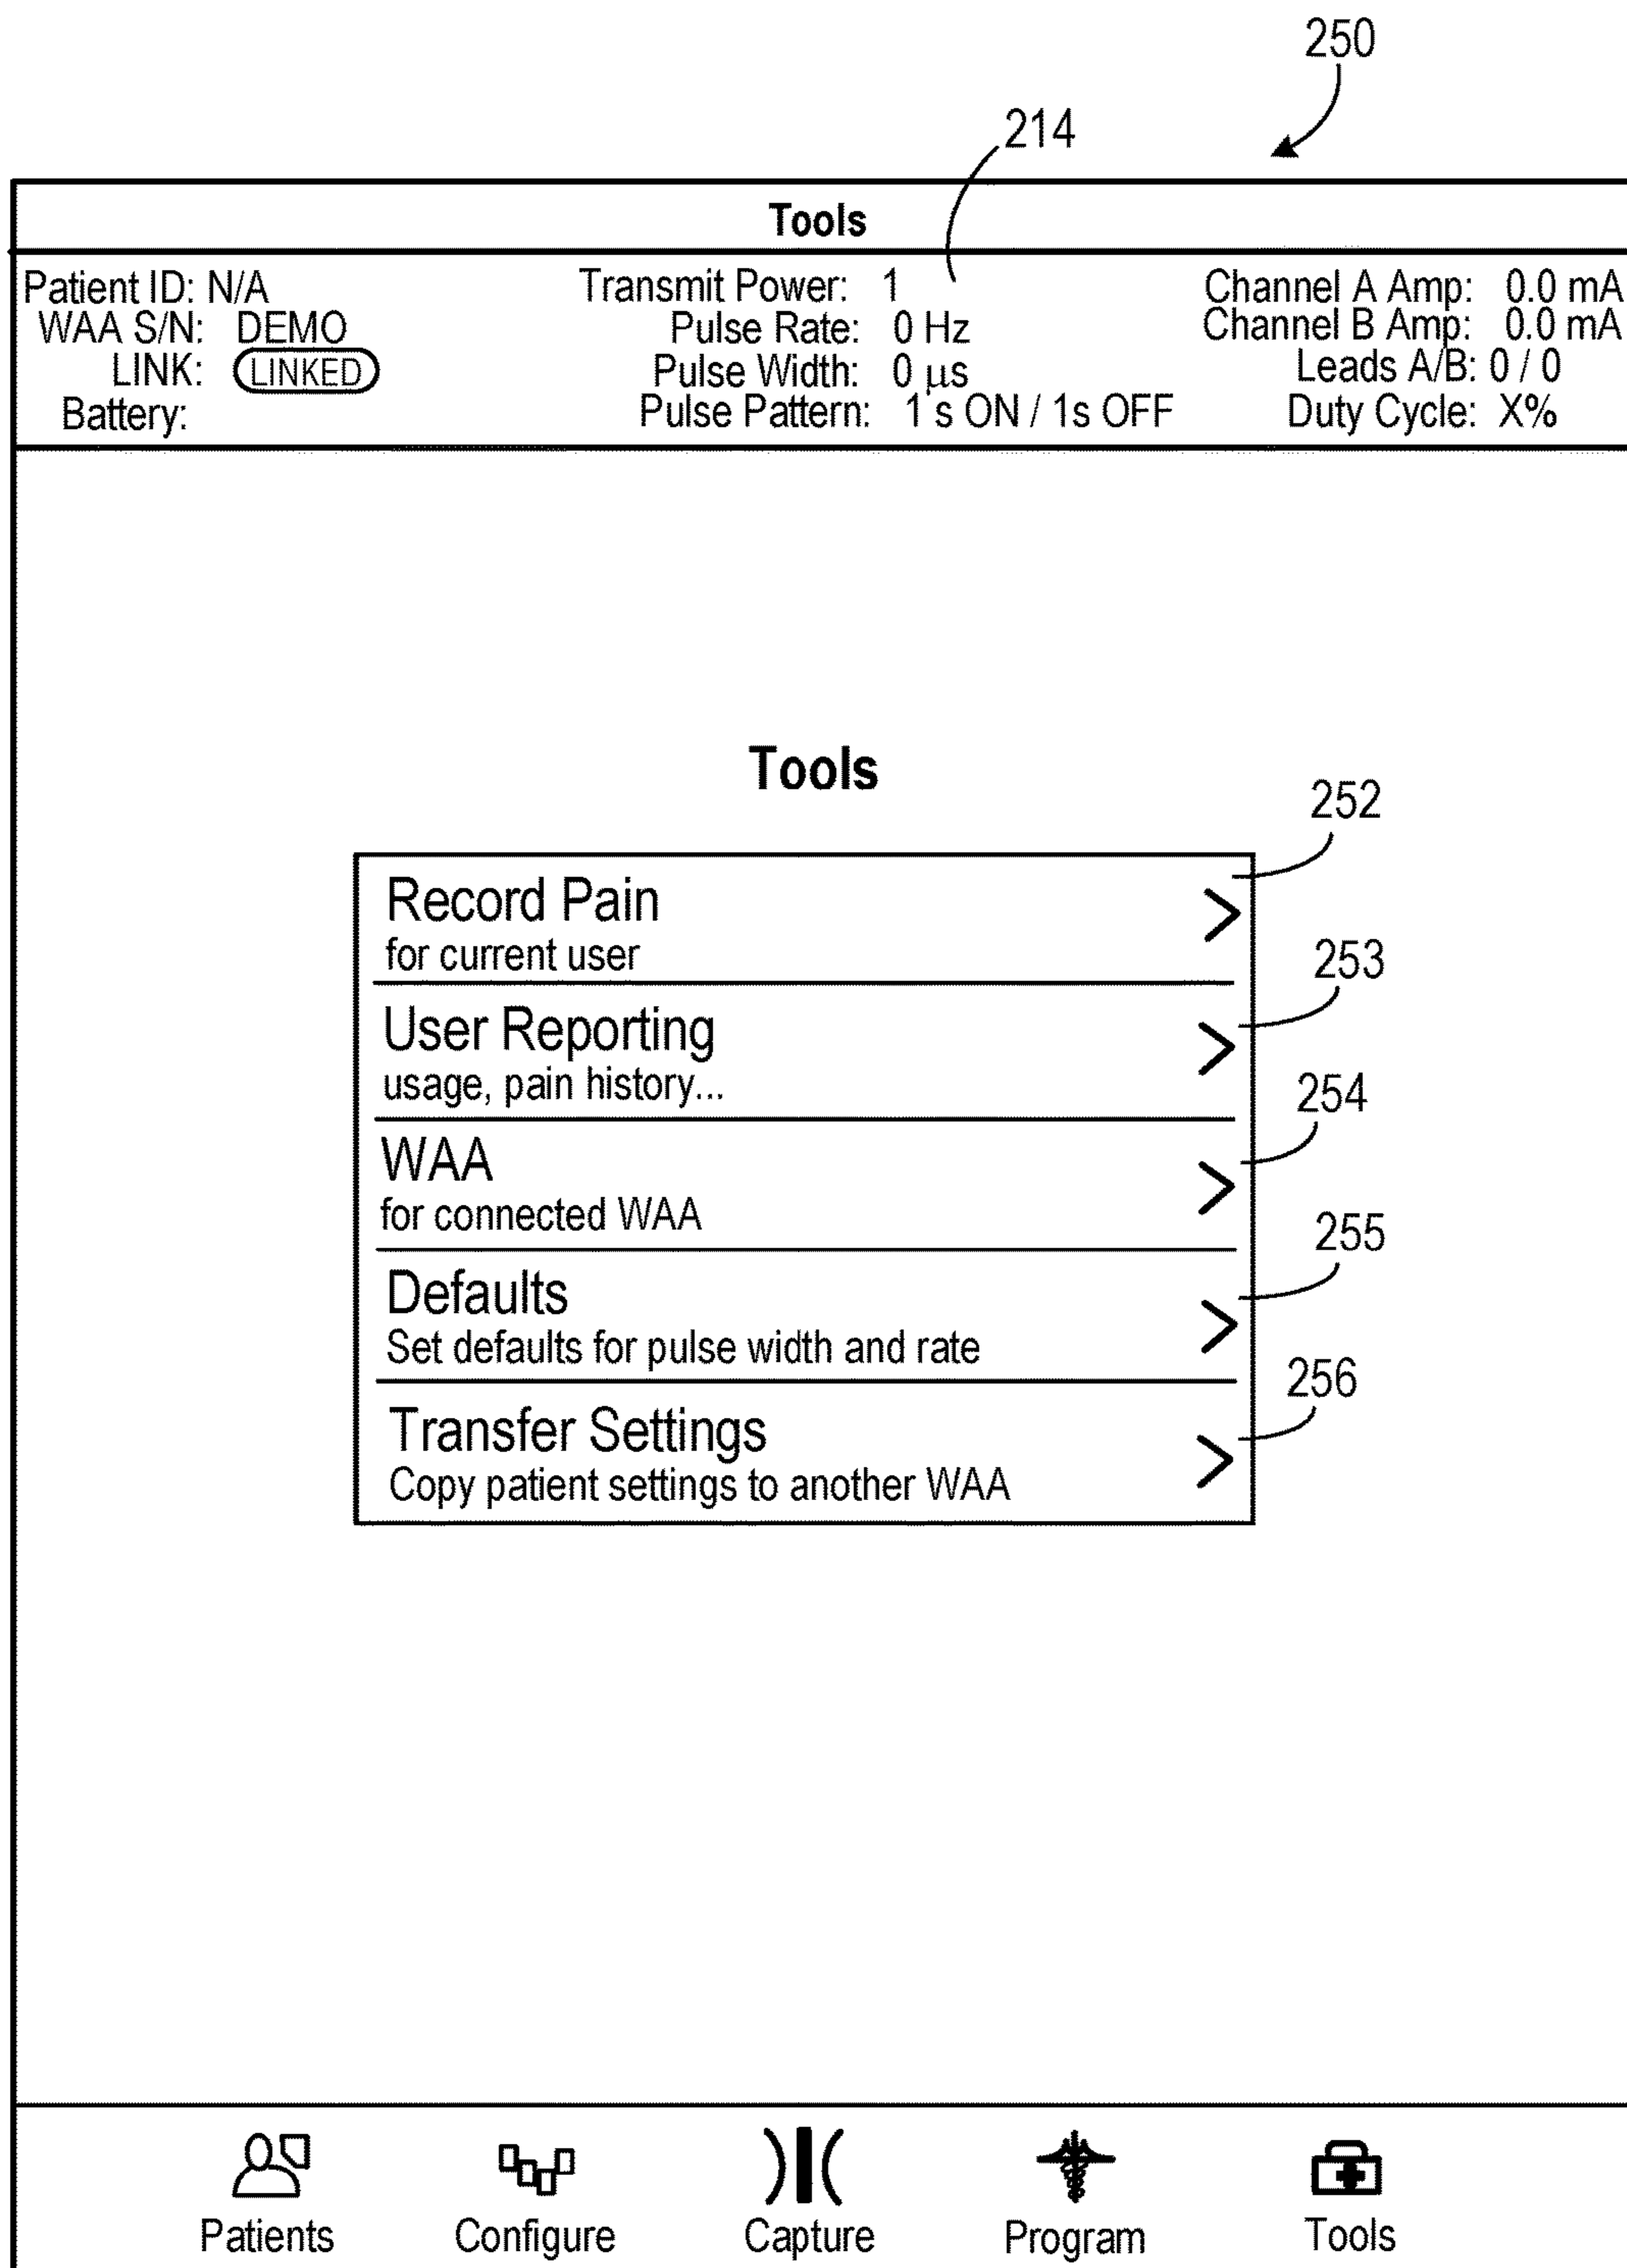 250
214
Tools
Patient ID: N/A
WAA S/N: DEMO
LINK: LINKED
Battery:
Transmit Power: 1
Pulse Rate: 0 Hz
Pulse Width: 0 µs
Pulse Pattern: 1 s ON / 1s OFF
Channel A Amp: 0.0 mA
Channel B Amp: 0.0 mA
Leads A/B: 0 / 0
Duty Cycle: X%
Tools
252
Record Pain
for current user
253
User Reporting
usage, pain history...
254
WAA
for connected WAA
255
Defaults
Set defaults for pulse width and rate
256
Transfer Settings
Copy patient settings to another WAA
Patients Configure Capture Program Tools